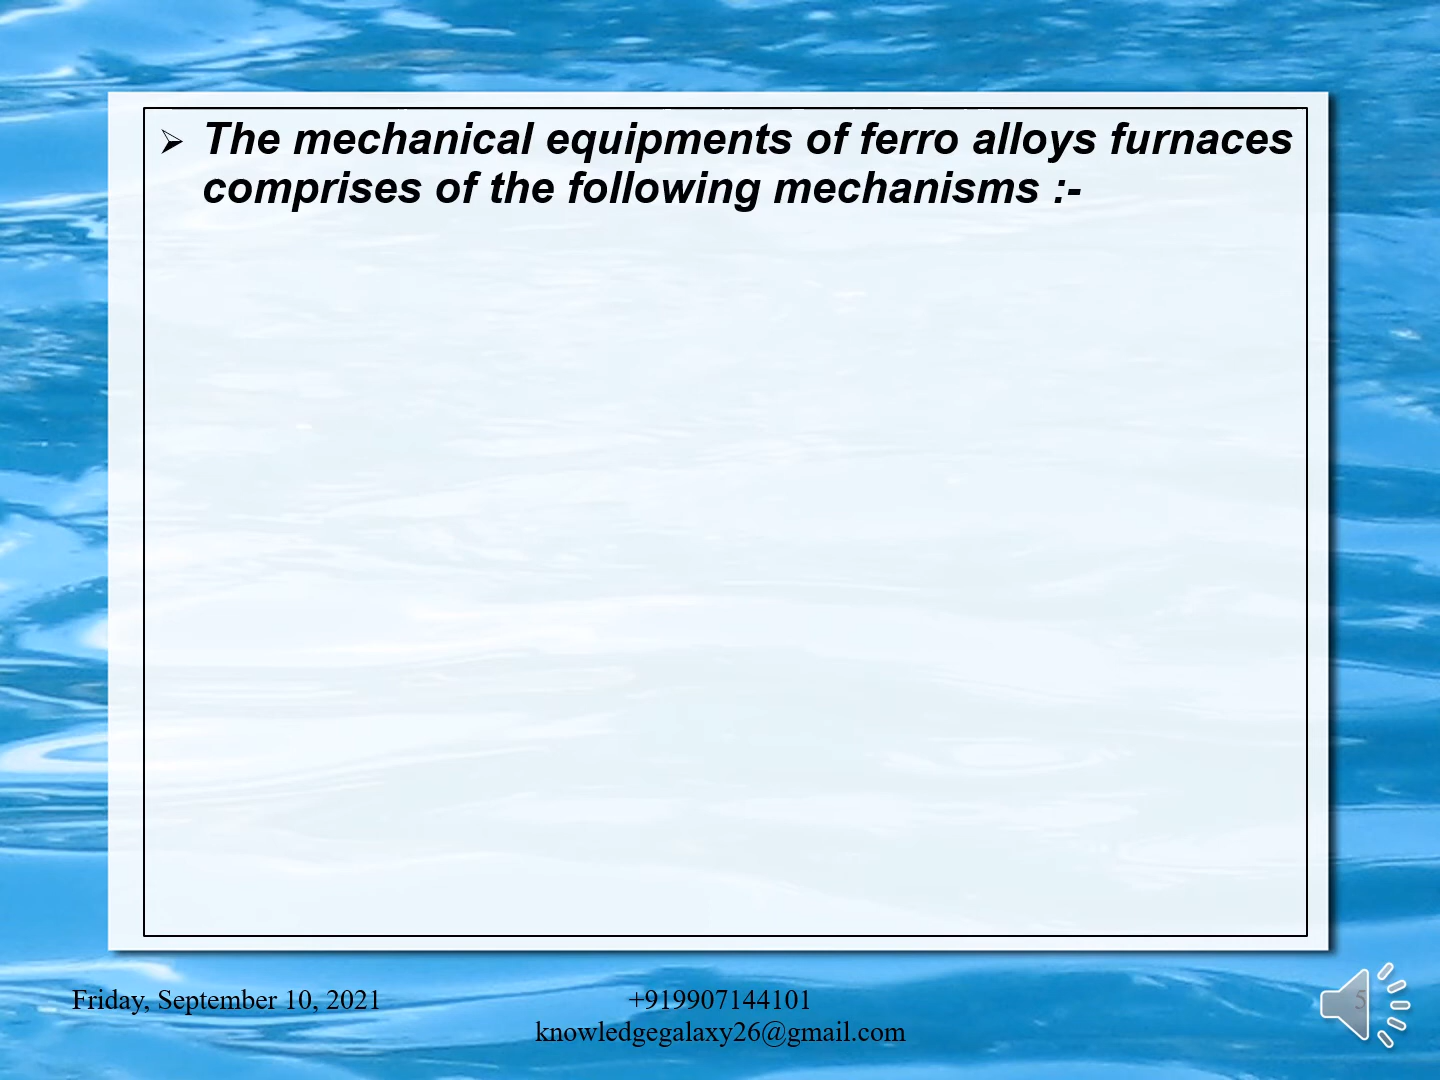 ➢ The mechanical equipments of ferro alloys furnaces
comprises of the following mechanisms :-
Friday, September 10, 2021
+919907144101
knowledgegalaxy26@gmail.com
5